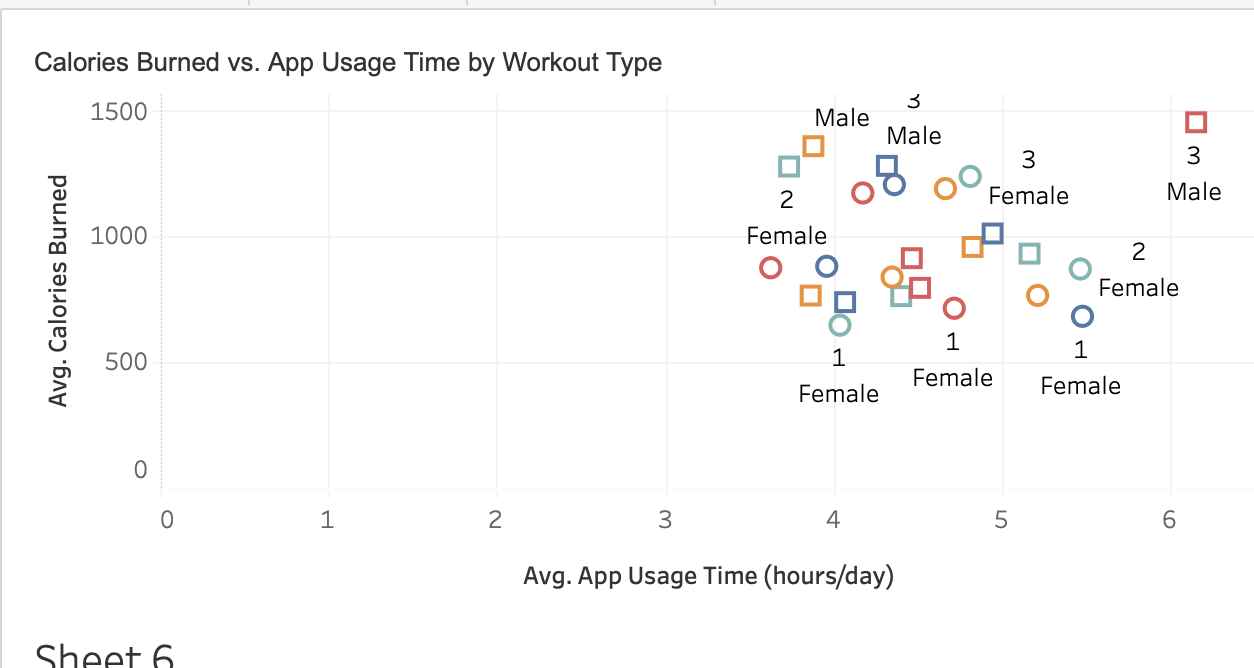 Calories Burned vs. App Usage Time by Workout Type
1500
1000
500
0
Avg. Calories Burned
Male
3
Male
3
Male
3
Female
2
Female
2
Female
1
Female
1
Female
1
Female
0
1
2
3
4
5
6
Avg. App Usage Time (hours/day)
Sheet 6